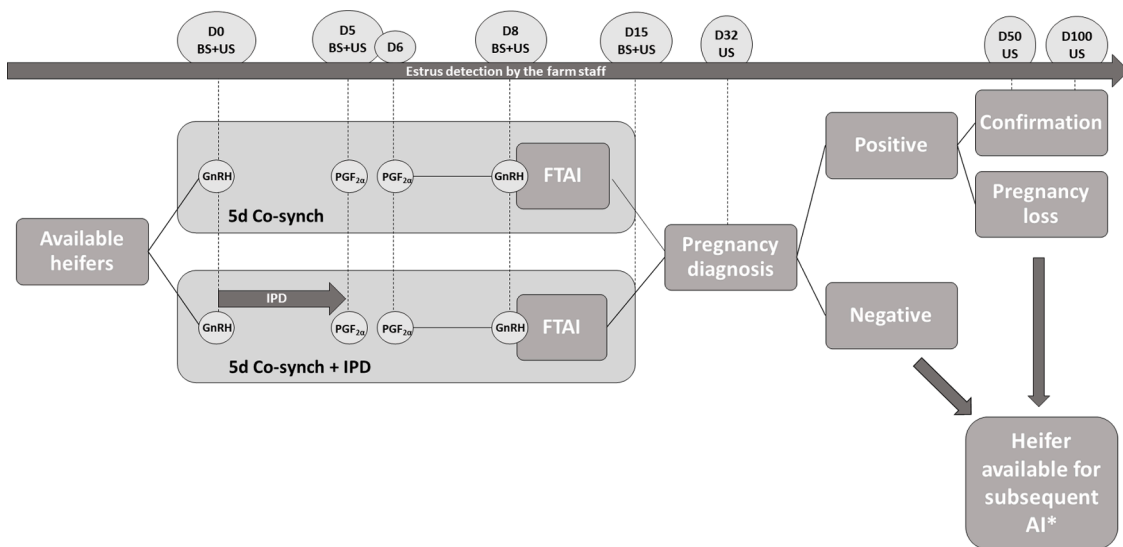 D0
BS+US
D5
BS+US
D6
D8
BS+US
D15
BS+US
D32
US
D50
US
D100
US
Estrus detection by the farm staff
GnRH
PGF2α
PGF2α
GnRH
FTAI
5d Co-synch
Available
heifers
IPD
GnRH
PGF2α
PGF2α
GnRH
FTAI
5d Co-synch + IPD
Pregnancy
diagnosis
Positive
Negative
Confirmation
Pregnancy
loss
Heifer
available for
subsequent
AI*